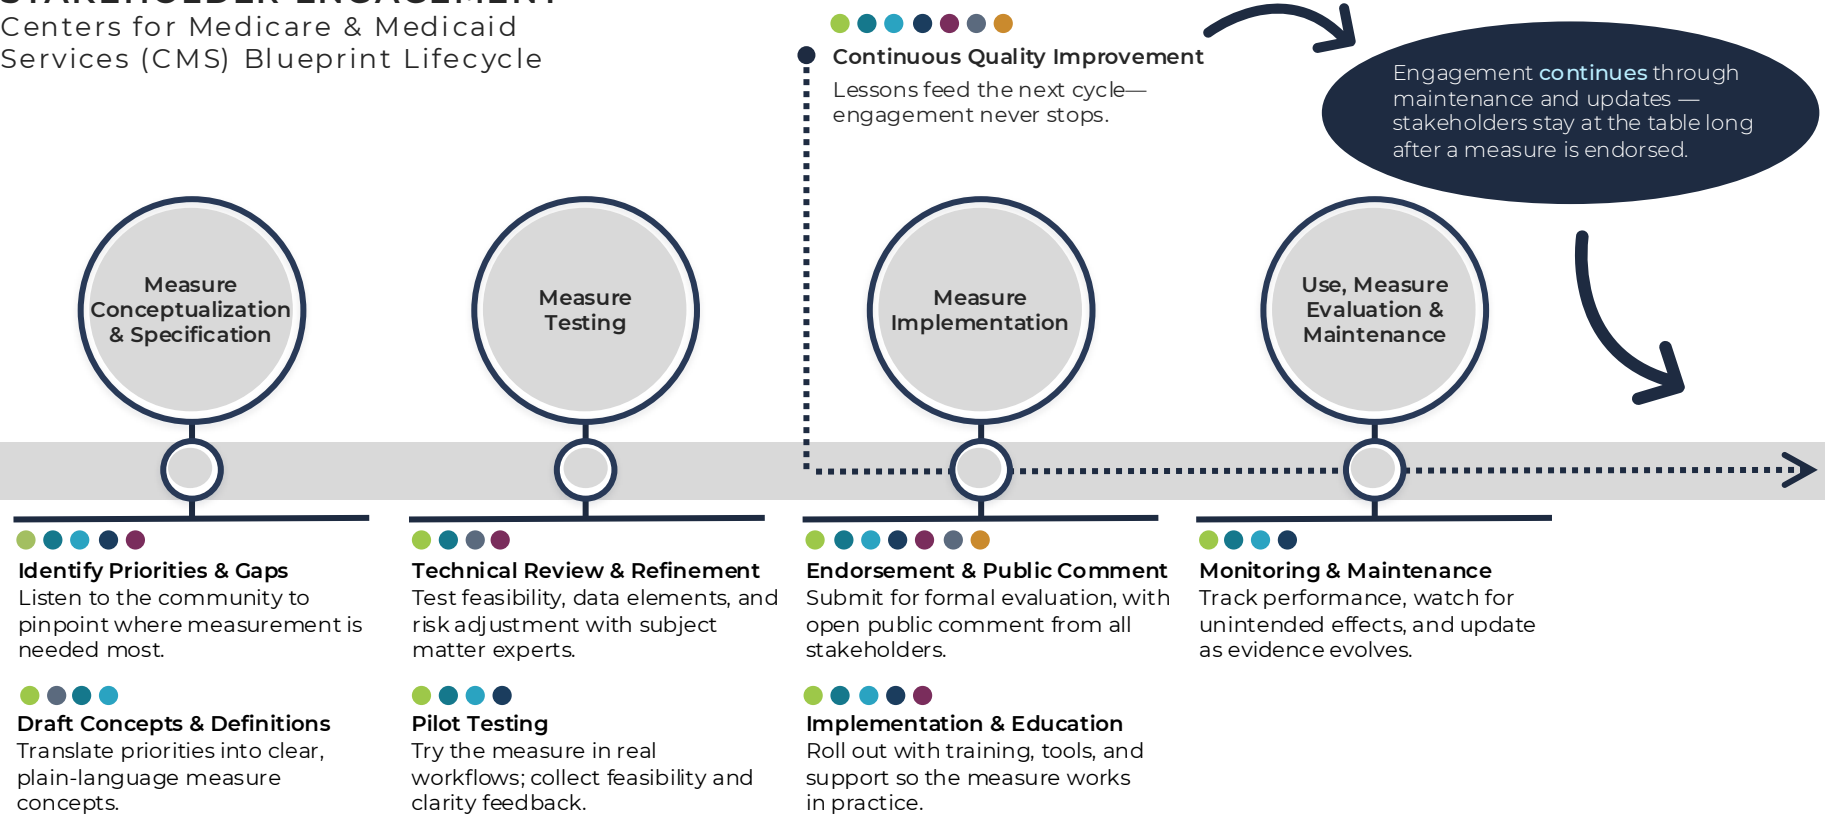 STAKEHOLDER ENGAGEMENT
Centers for Medicare & Medicaid
Services (CMS) Blueprint Lifecycle
Continuous Quality Improvement
Lessons feed the next cycle—
engagement never stops.
Engagement continues through
maintenance and updates —
stakeholders stay at the table long
after a measure is endorsed.
Measure
Conceptualization
& Specification
Measure
Testing
Measure
Implementation
Use, Measure
Evaluation &
Maintenance
Identify Priorities & Gaps
Listen to the community to
pinpoint where measurement is
needed most.
Draft Concepts & Definitions
Translate priorities into clear,
plain-language measure
concepts.
Technical Review & Refinement
Test feasibility, data elements, and
risk adjustment with subject
matter experts.
Pilot Testing
Try the measure in real
workflows; collect feasibility and
clarity feedback.
Endorsement & Public Comment
Submit for formal evaluation, with
open public comment from all
stakeholders.
Implementation & Education
Roll out with training, tools, and
support so the measure works
in practice.
Monitoring & Maintenance
Track performance, watch for
unintended effects, and update
as evidence evolves.